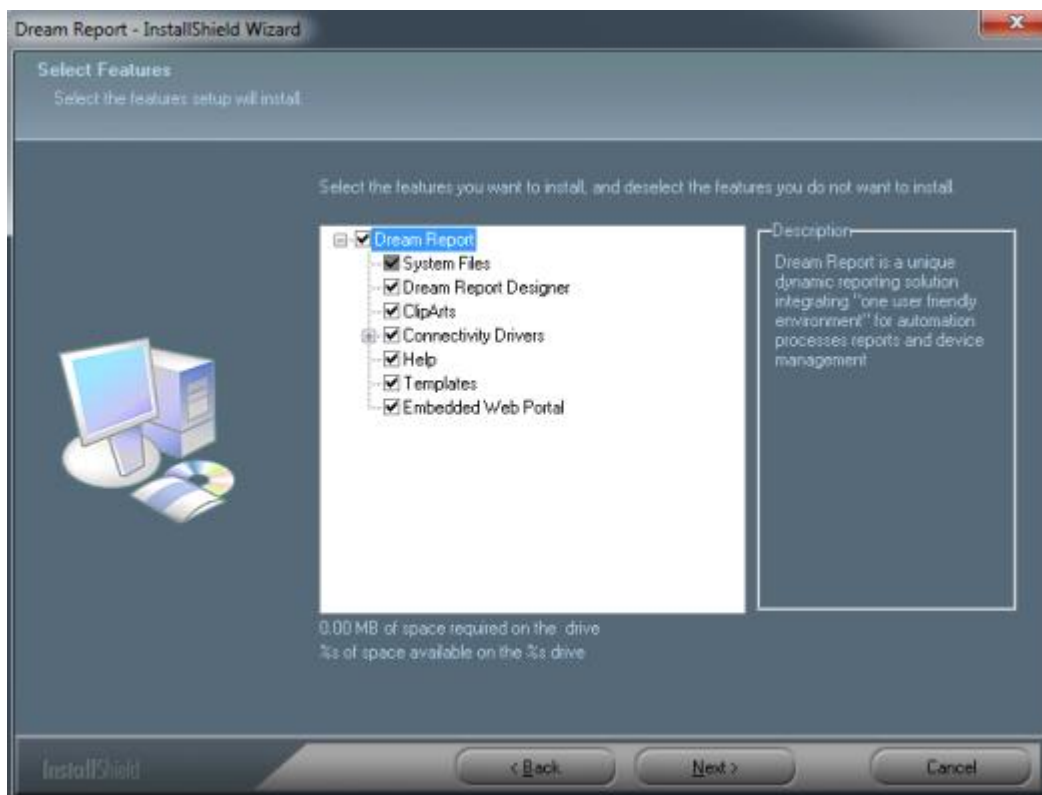 Dream Report - InstallShield Wizard
Select Features
Select the features setup will install.
Select the features you want to install, and deselect the features you do not want to install.
Dream Report
System Files
Dream Report Designer
ClipArts
Connectivity Drivers
Help
Templates
Embedded Web Portal
Description
Dream Report is a unique
dynamic reporting solution
integrating "one user friendly
environment" for automation
processes reports and device
management
0.00 MB of space required on the drive
%s of space available on the %s drive
InstallShield
< Back
Next >
Cancel